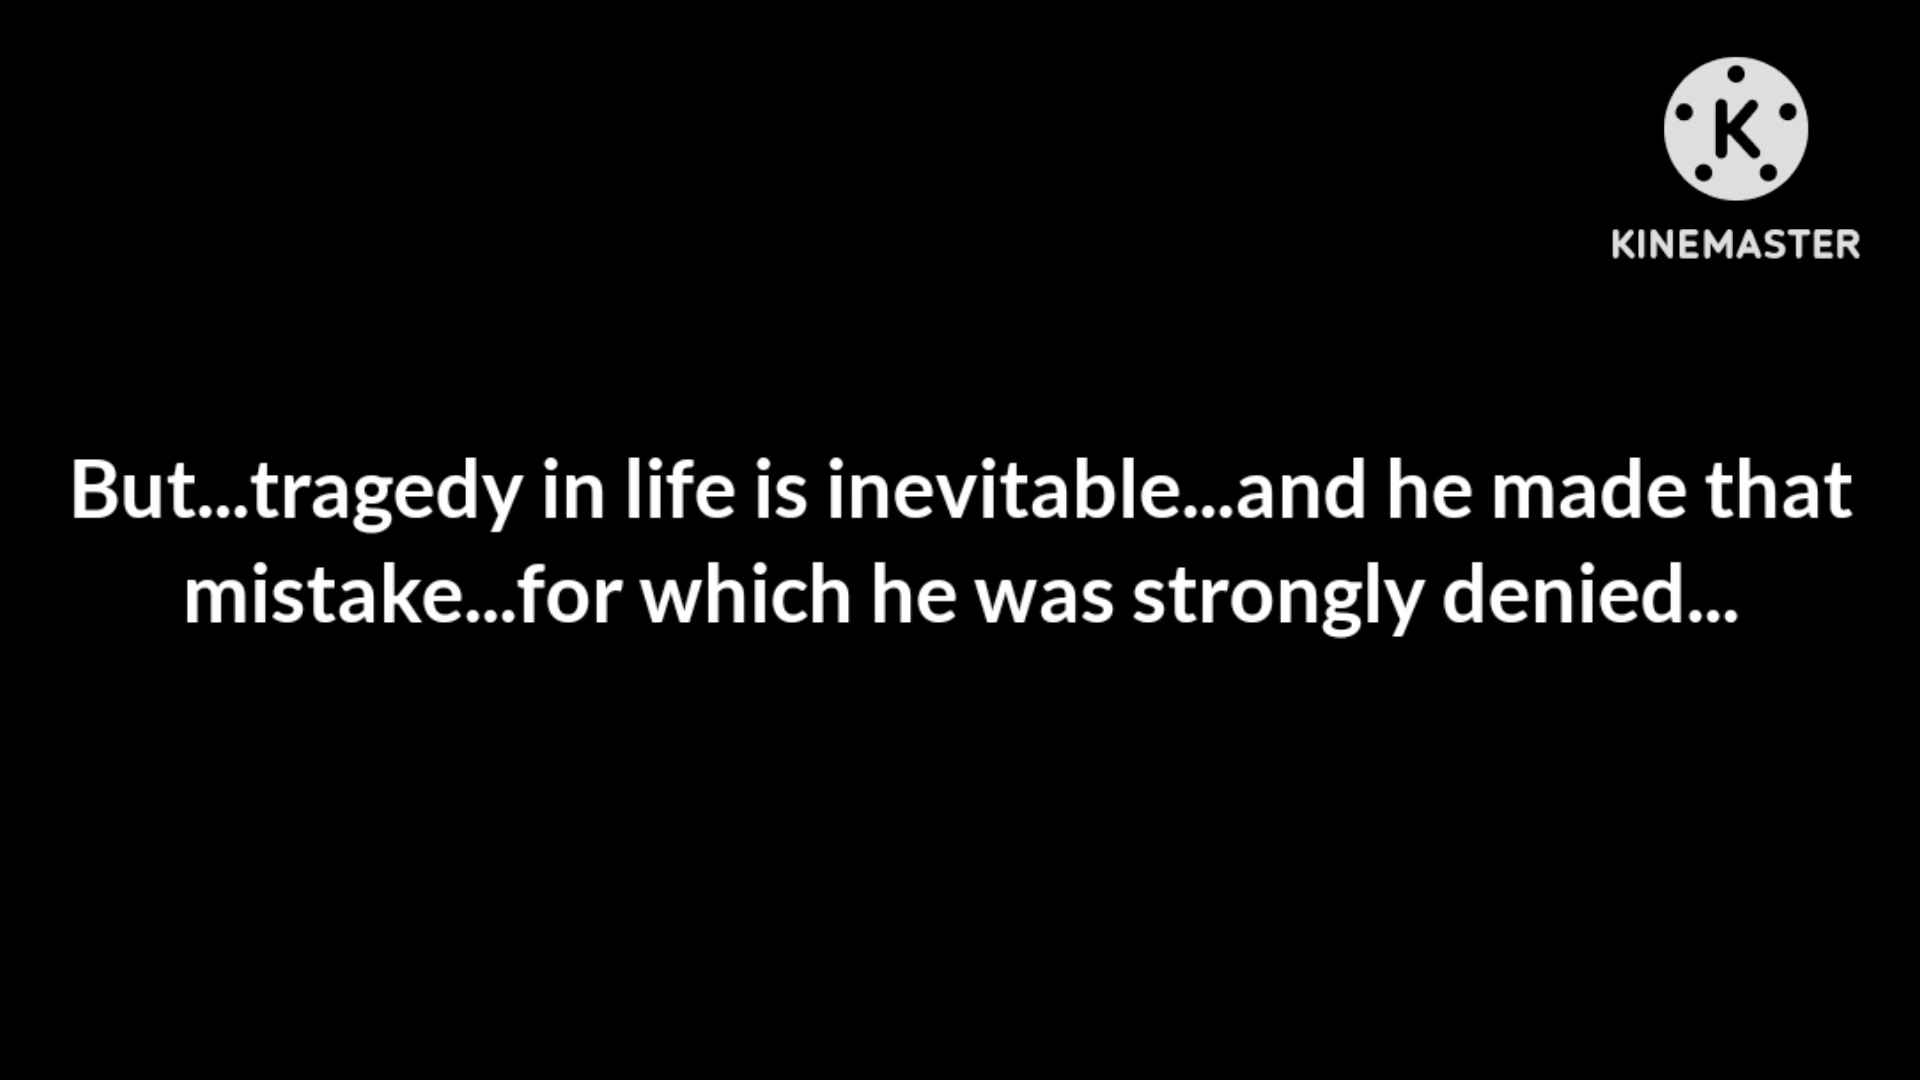 K
KINEMASTER
But...tragedy in life is inevitable...and he made that
mistake...for which he was strongly denied...